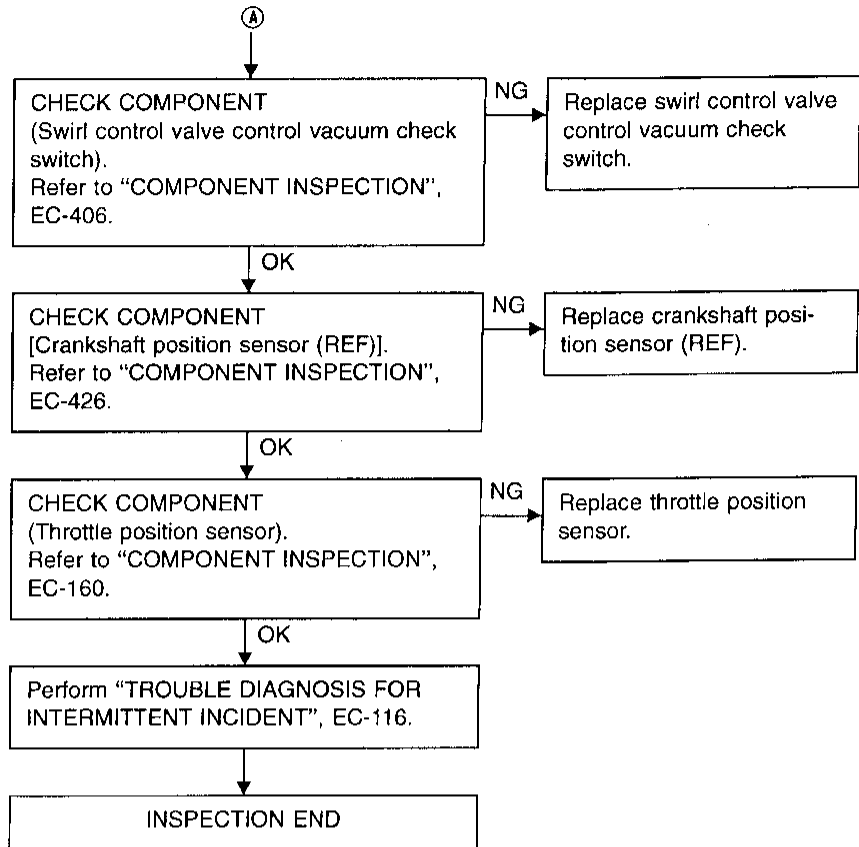 A
CHECK COMPONENT
(Swirl control valve control vacuum check
switch).
Refer to “COMPONENT INSPECTION”,
EC-406.
NG
Replace swirl control valve
control vacuum check
switch.
OK
CHECK COMPONENT
[Crankshaft position sensor (REF)].
Refer to “COMPONENT INSPECTION”,
EC-426.
NG
Replace crankshaft posi-
tion sensor (REF).
OK
CHECK COMPONENT
(Throttle position sensor).
Refer to “COMPONENT INSPECTION”,
EC-160.
NG
Replace throttle position
sensor.
OK
Perform “TROUBLE DIAGNOSIS FOR
INTERMITTENT INCIDENT”, EC-116.
INSPECTION END